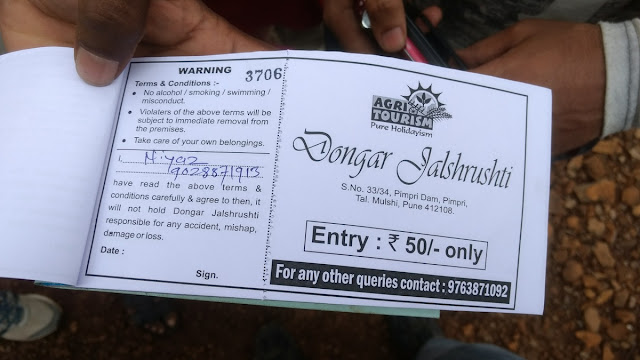 WARNING 3706
Terms & Conditions :-
• No alcohol / smoking / swimming / misconduct.
• Violaters of the above terms will be
subject to immediate removal from
the premises.
• Take care of your own belongings.
I, Niyaz
9028871913
have read the above terms &
conditions carefully & agree to then, it
will not hold Dongar Jalshrushti
responsible for any accident, mishap,
damage or loss.
Date :
Sign.
AGRI
TOURISM
Pure Holidayism
Dongar Jalshrushti
S.No. 33/34, Pimpri Dam, Pimpri,
Tal. Mulshi, Pune 412108.
Entry : ₹ 50/- only
For any other queries contact : 9763871092